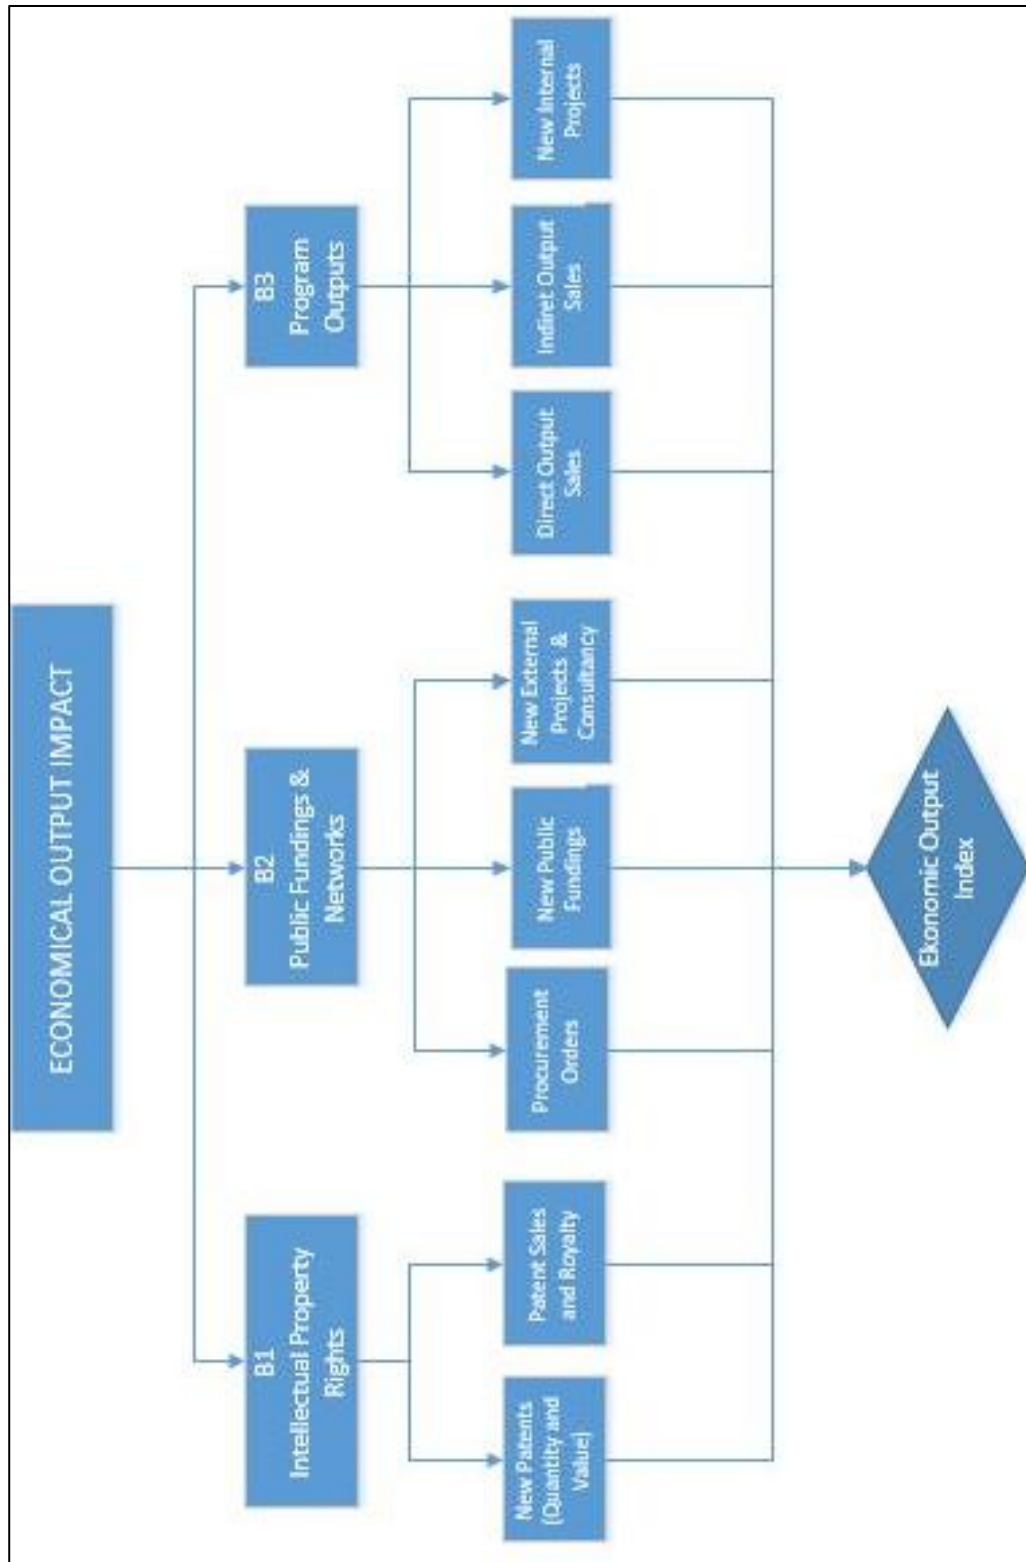 ECONOMICAL OUTPUT IMPACT
B1
Intellectual Property
Rights
B2
Public Fundings &
Networks
B3
Program
Outputs
New Patents
(Quantity and
Value)
Patent Sales
and Royalty
Procurement
Orders
New Public
Fundings
New External
Projects &
Consultancy
Direct Output
Sales
Indiret Output
Sales
New Internal
Projects
Ekonomic Output
Index